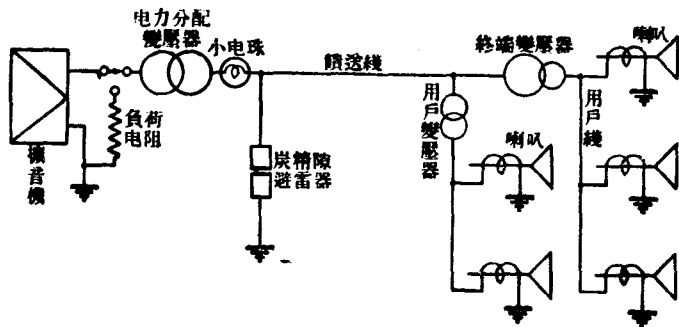 电力分配
變壓器
小电珠
饋送綫
終端變壓器
喇叭
負荷
电阻
擴音機
炭精隙
避雷器
用戶變壓器
喇叭
用戶綫